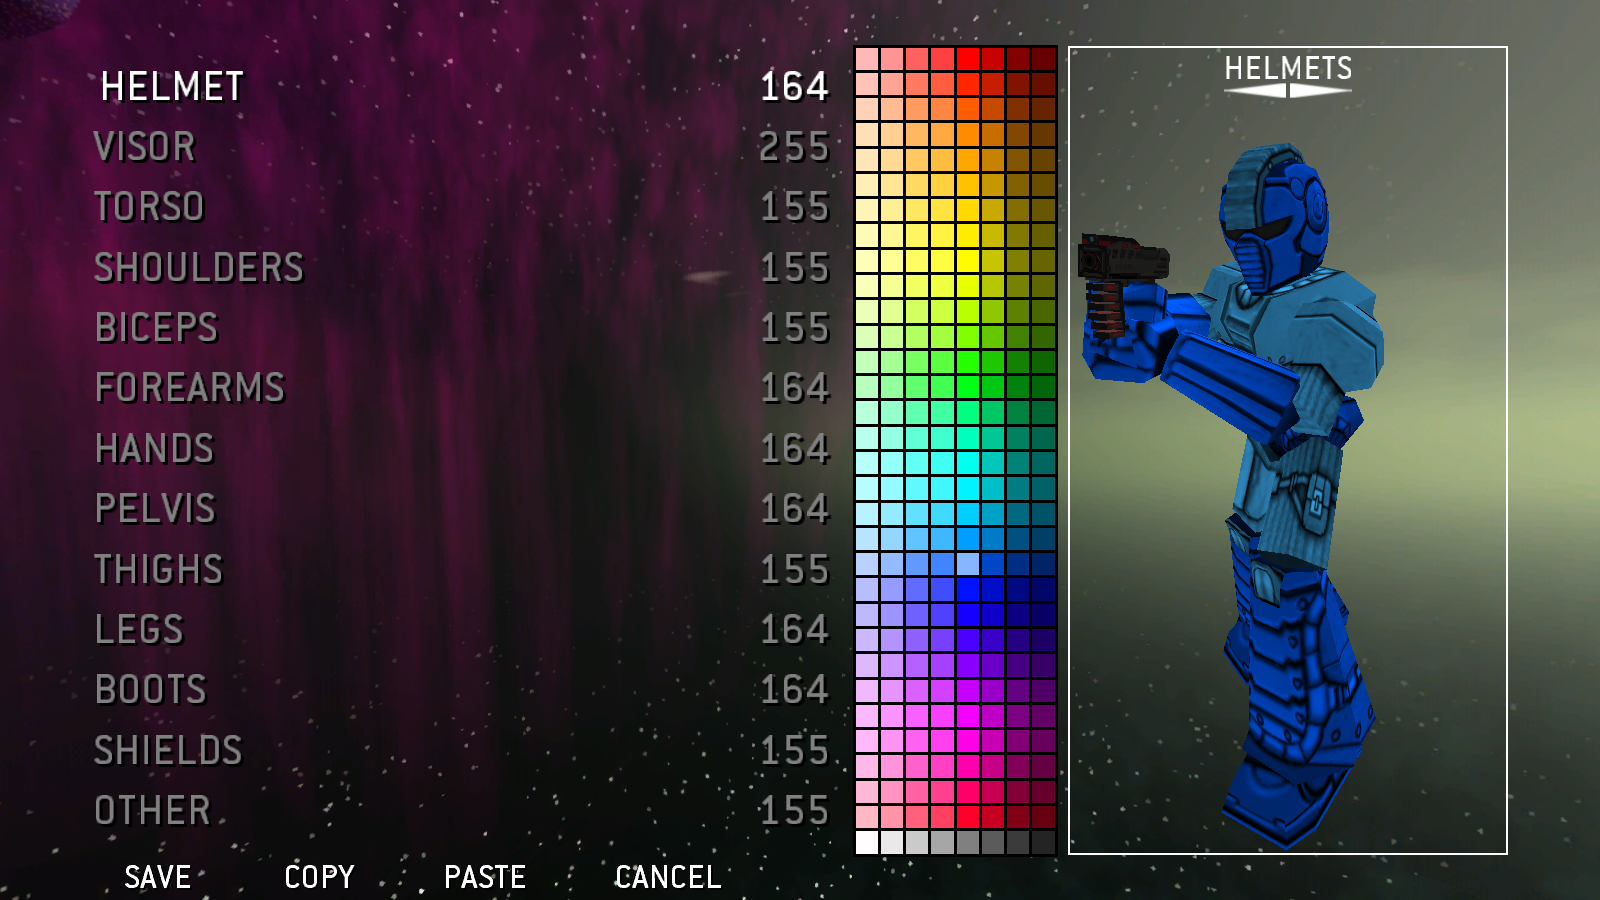 HELMET 164
VISOR 255
TORSO 155
SHOULDERS 155
BICEPS 155
FOREARMS 164
HANDS 164
PELVIS 164
THIGHS 155
LEGS 164
BOOTS 164
SHIELDS 155
OTHER 155
SAVE COPY PASTE CANCEL
HELMETS